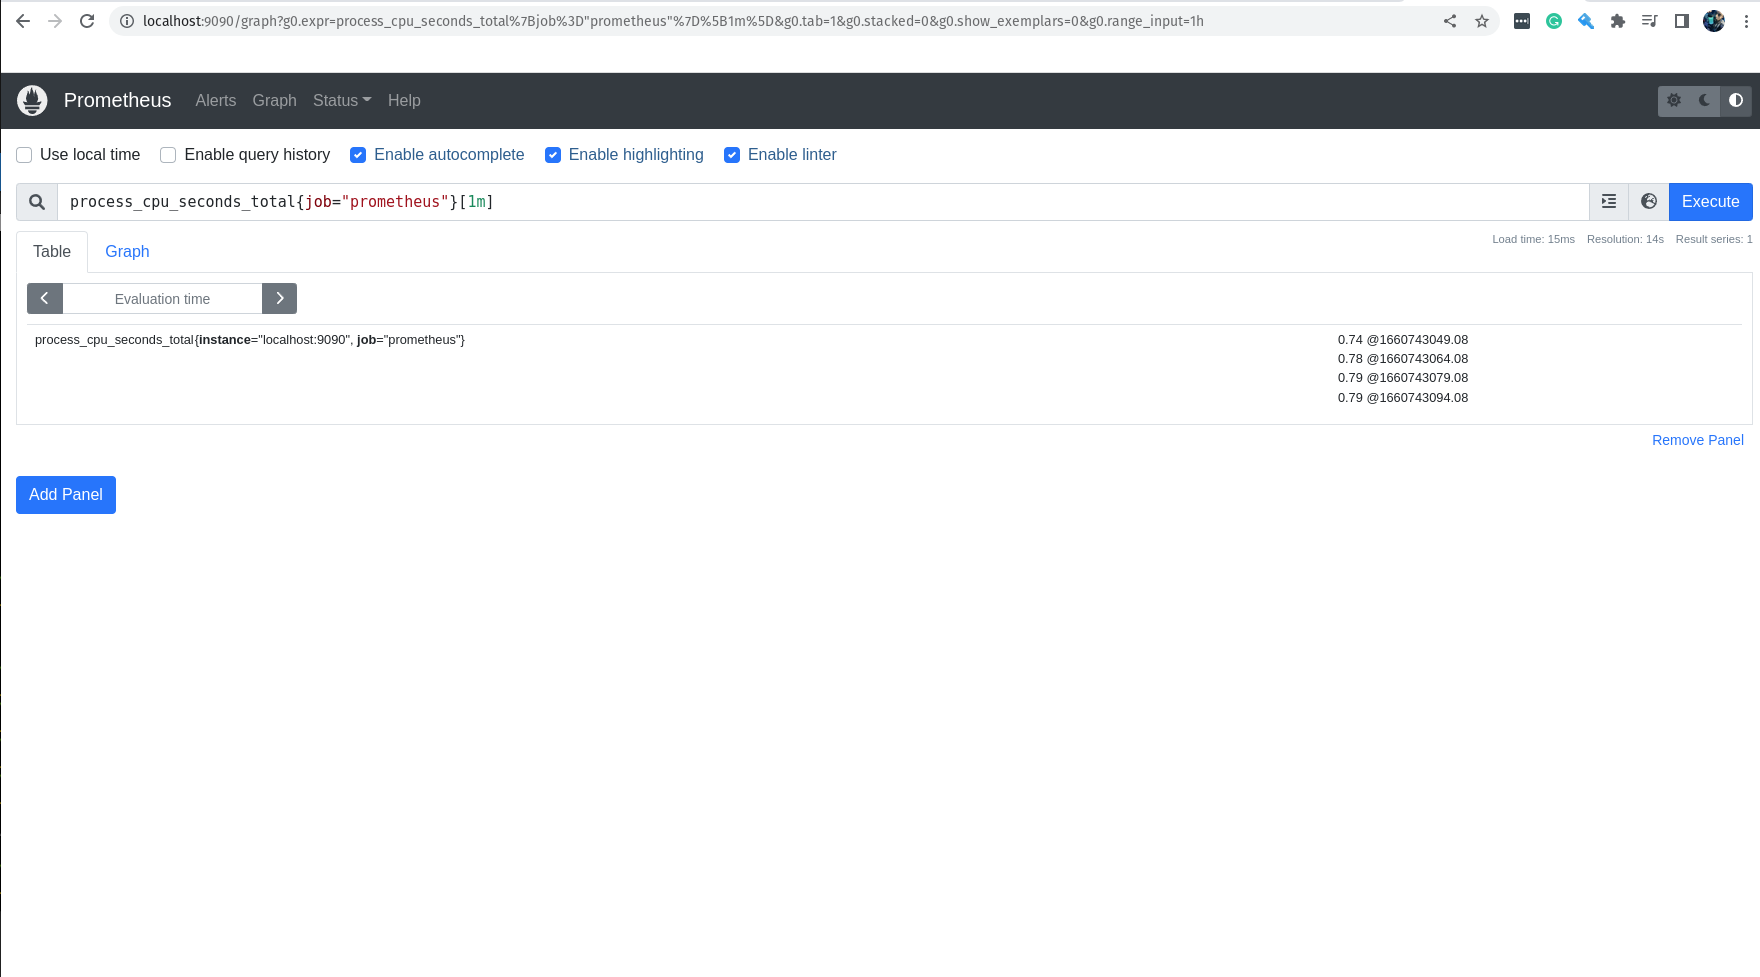 localhost:9090/graph?g0.expr=process_cpu_seconds_total%7Bjob%3D"prometheus"%7D%5B1m%5D&g0.tab=1&g0.stacked=0&g0.show_exemplars=0&g0.range_input=1h
Prometheus Alerts Graph Status Help
Use local time Enable query history Enable autocomplete Enable highlighting Enable linter
process_cpu_seconds_total{job="prometheus"}[1m] Execute
Table Graph Load time: 15ms Resolution: 14s Result series: 1
Evaluation time
process_cpu_seconds_total{instance="localhost:9090", job="prometheus"} 0.74 @1660743049.08
0.78 @1660743064.08
0.79 @1660743079.08
0.79 @1660743094.08
Remove Panel
Add Panel